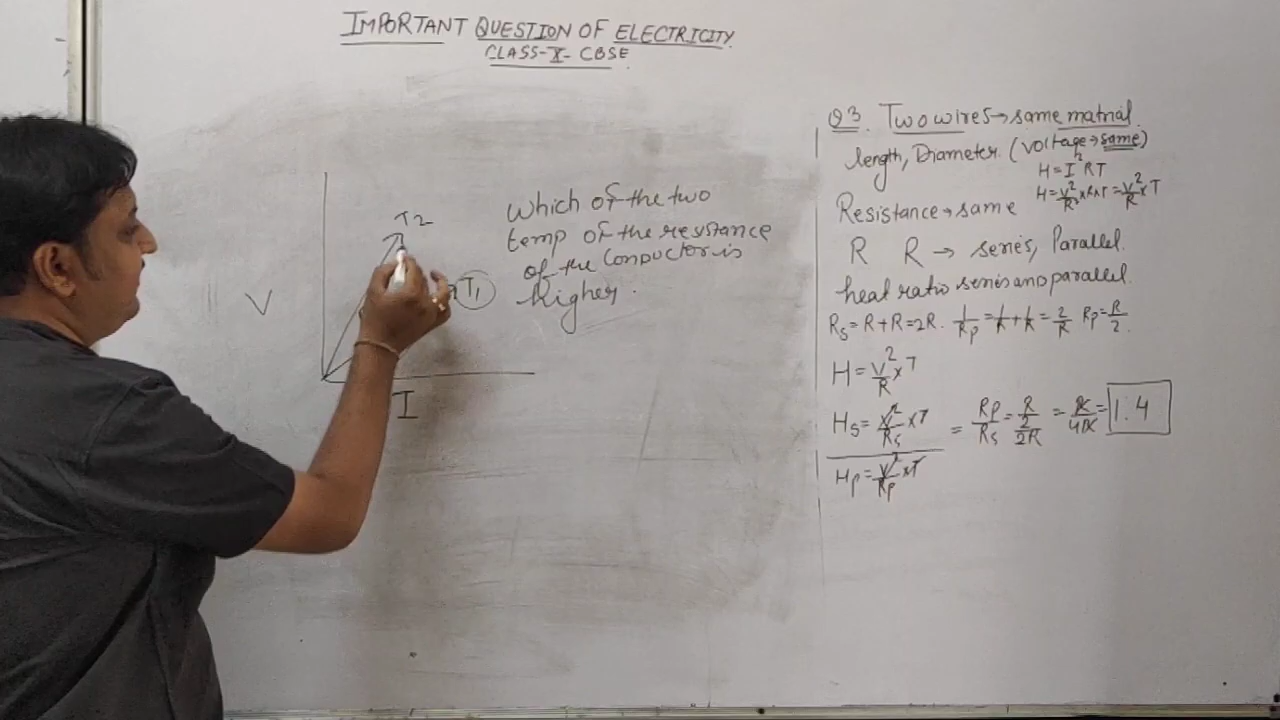 IMPORTANT QUESTION OF ELECTRICITY
CLASS-X- CBSE
T2
T1
V
I
Which of the two
temp of the resstance
of the Conductor is
higher.
Q3. Two wires→same matrial
length, Diameter. (voltage→same)
H=I²RT
H=V²/R²×R×T=V²/R×T
Resistance→same
R R → series, Parallel.
heat ratio series and parallel.
Rs=R+R=2R. 1/Rp=1/R+1/R=2/R Rp=R/2.
H=V²/R×T
Hs=V²/Rs×T = Rp/Rs=R/2/2R =R/4R=1.4
Hp=V²/Rp×T